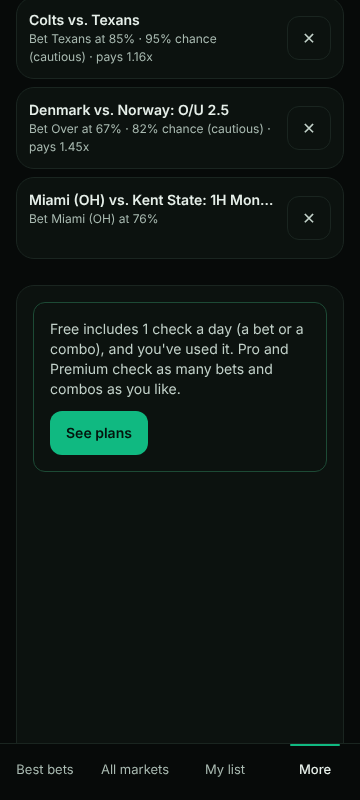 Colts vs. Texans
Bet Texans at 85% · 95% chance
(cautious) · pays 1.16x
Denmark vs. Norway: O/U 2.5
Bet Over at 67% · 82% chance (cautious) ·
pays 1.45x
Miami (OH) vs. Kent State: 1H Mon...
Bet Miami (OH) at 76%
Free includes 1 check a day (a bet or a
combo), and you've used it. Pro and
Premium check as many bets and
combos as you like.
See plans
Best bets
All markets
My list
More